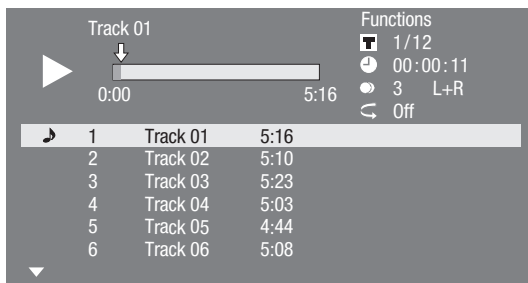 Track 01
0:00 5:16
Functions
T 1/12
00:00:11
3 L+R
Off
1 Track 01 5:16
2 Track 02 5:10
3 Track 03 5:23
4 Track 04 5:03
5 Track 05 4:44
6 Track 06 5:08